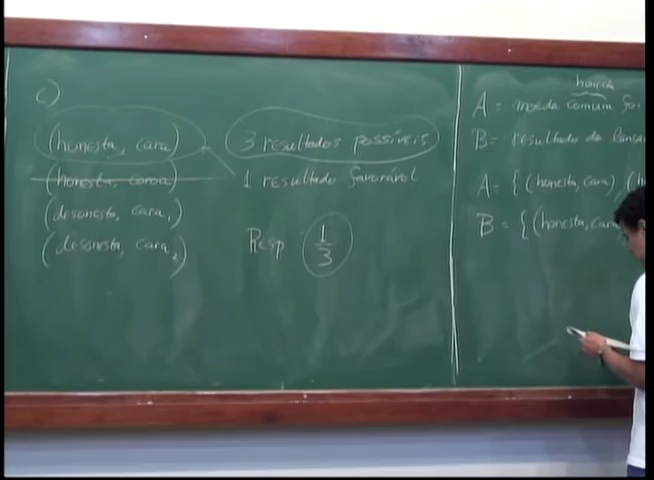 c)
(honesta, cara)
(honesta, coroa)
(desonesta, cara₁)
(desonesta, cara₂)
3 resultados possíveis
1 resultado favorável
Resp: 1/3
honesta
A = moeda comum foi
B = resultado do lança
A = { (honesta, cara), (h
B = { (honesta, cara